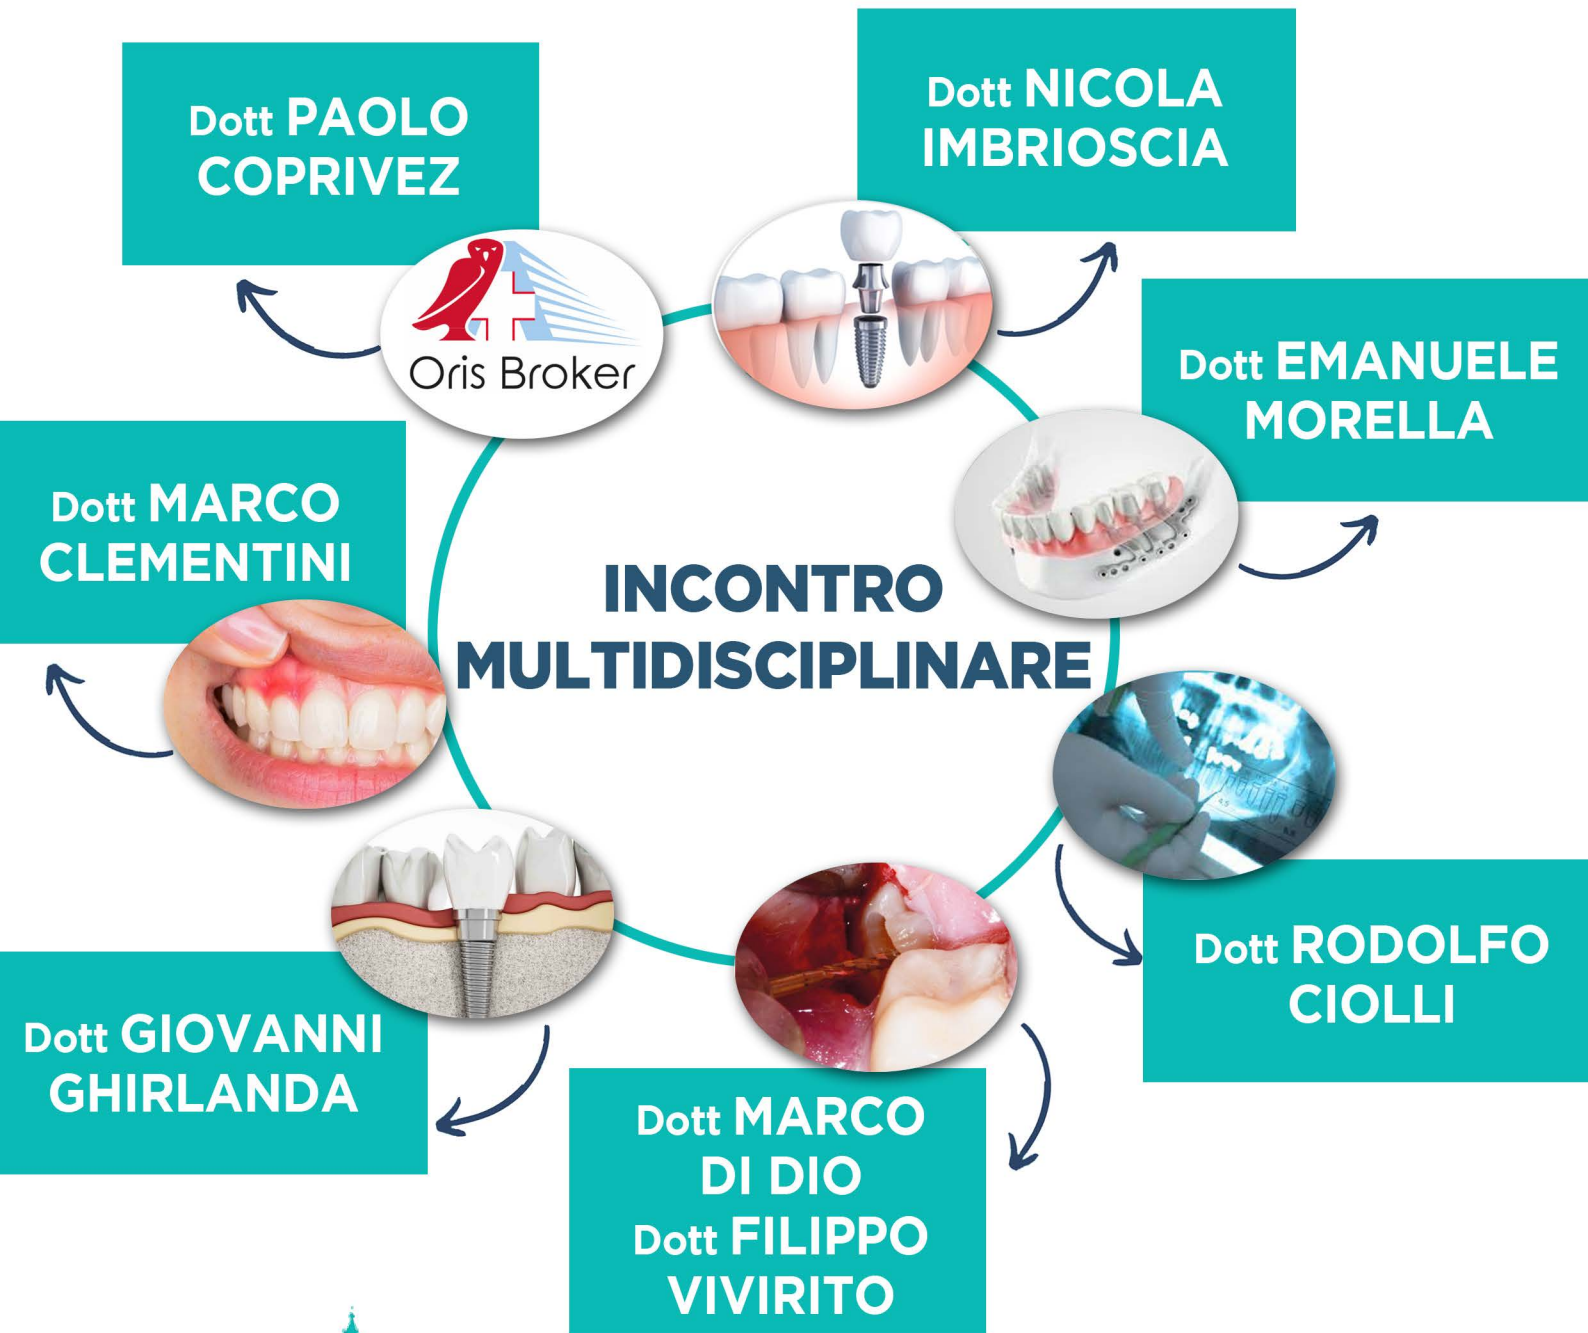 Dott PAOLO
COPRIVEZ
Dott NICOLA
IMBRIOSCIA
Oris Broker
Dott EMANUELE
MORELLA
Dott MARCO
CLEMENTINI
INCONTRO
MULTIDISCIPLINARE
Dott RODOLFO
CIOLLI
Dott GIOVANNI
GHIRLANDA
Dott MARCO
DI DIO
Dott FILIPPO
VIVIRITO